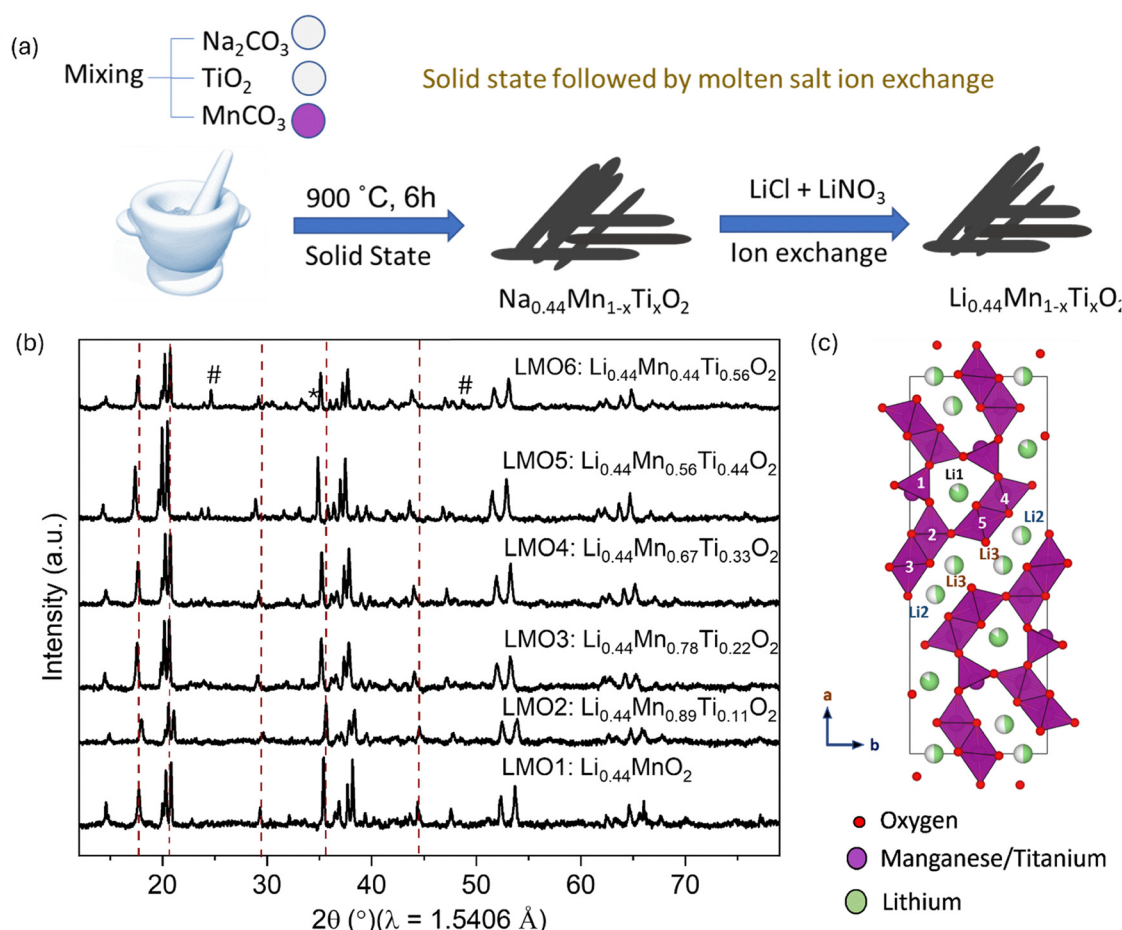 (a)
Mixing
Na₂CO₃
TiO₂
MnCO₃
Solid state followed by molten salt ion exchange
900 ˚C, 6h
Solid State
LiCl + LiNO₃
Ion exchange
Na₀.₄₄Mn₁₋ₓTiₓO₂
Li₀.₄₄Mn₁₋ₓTiₓO₂
(b)
Intensity (a.u.)
#
*
#
LMO6: Li₀.₄₄Mn₀.₄₄Ti₀.₅₆O₂
LMO5: Li₀.₄₄Mn₀.₅₆Ti₀.₄₄O₂
LMO4: Li₀.₄₄Mn₀.₆₇Ti₀.₃₃O₂
LMO3: Li₀.₄₄Mn₀.₇₈Ti₀.₂₂O₂
LMO2: Li₀.₄₄Mn₀.₈₉Ti₀.₁₁O₂
LMO1: Li₀.₄₄MnO₂
20 30 40 50 60 70
2θ (°)(λ = 1.5406 Å)
(c)
1
Li1
4
5
Li2
2
Li3
3
Li3
Li2
a
b
Oxygen
Manganese/Titanium
Lithium